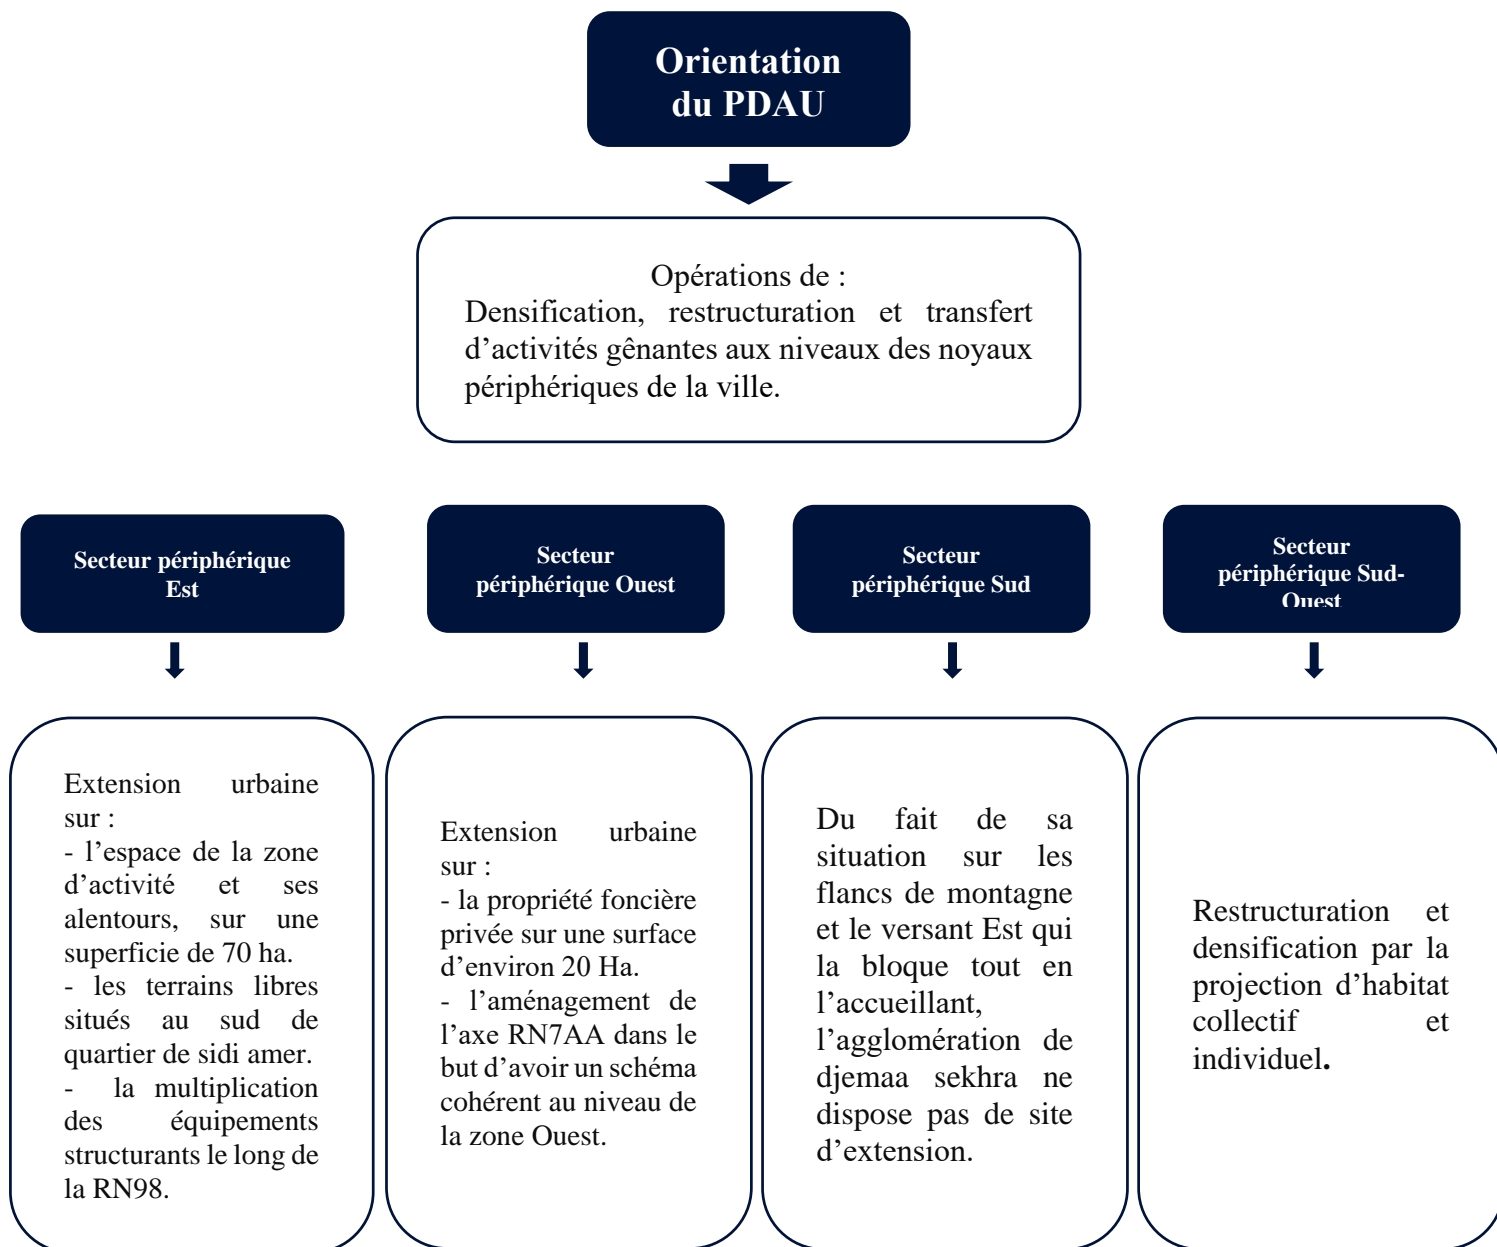 Orientation
du PDAU
Opérations de :
Densification, restructuration et transfert
d’activités gênantes aux niveaux des noyaux
périphériques de la ville.
Secteur périphérique
Est
Secteur
périphérique Ouest
Secteur
périphérique Sud
Secteur
périphérique Sud-
Ouest
Extension urbaine
sur :
- l’espace de la zone
d’activité et ses
alentours, sur une
superficie de 70 ha.
- les terrains libres
situés au sud de
quartier de sidi amer.
- la multiplication
des équipements
structurants le long de
la RN98.
Extension urbaine
sur :
- la propriété foncière
privée sur une surface
d’environ 20 Ha.
- l’aménagement de
l’axe RN7AA dans le
but d’avoir un schéma
cohérent au niveau de
la zone Ouest.
Du fait de sa
situation sur les
flancs de montagne
et le versant Est qui
la bloque tout en
l’accueillant,
l’agglomération de
djemaa sekhra ne
dispose pas de site
d’extension.
Restructuration et
densification par la
projection d’habitat
collectif et
individuel.